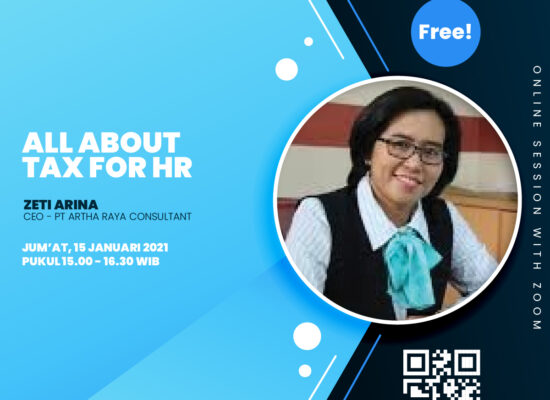 Free!
ALL ABOUT
TAX FOR HR
ZETI ARINA
CEO - PT ARTHA RAYA CONSULTANT
JUM'AT, 15 JANUARI 2021
PUKUL 15.00 - 16.30 WIB
ONLINE SESSION WITH ZOOM